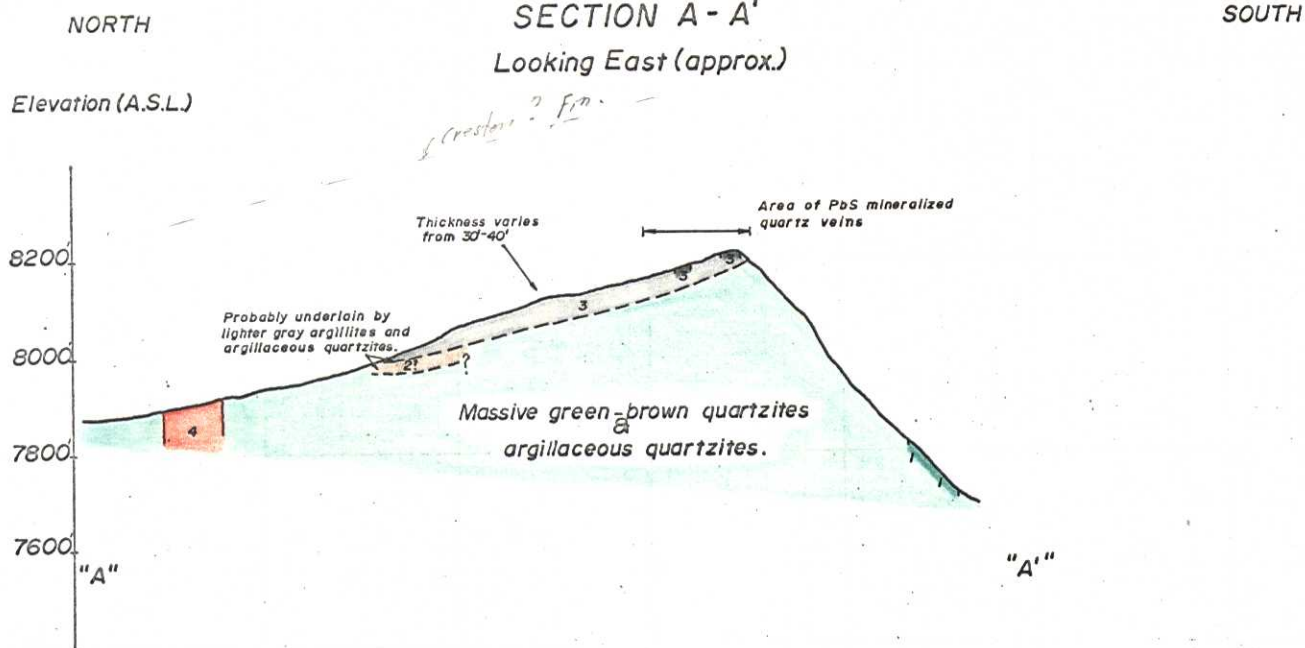 NORTH
SECTION A - A'
SOUTH
Looking East (approx.)
Elevation (A.S.L.)
Creston ? Fm.
Thickness varies
from 30'-40'
Area of PbS mineralized
quartz veins
8200'
3
3
3
Probably underlain by
lighter gray argillites and
argillaceous quartzites.
8000'
2?
?
Massive green-brown quartzites
&
argillaceous quartzites.
4
7800'
1
1
7600'
"A"
"A'"